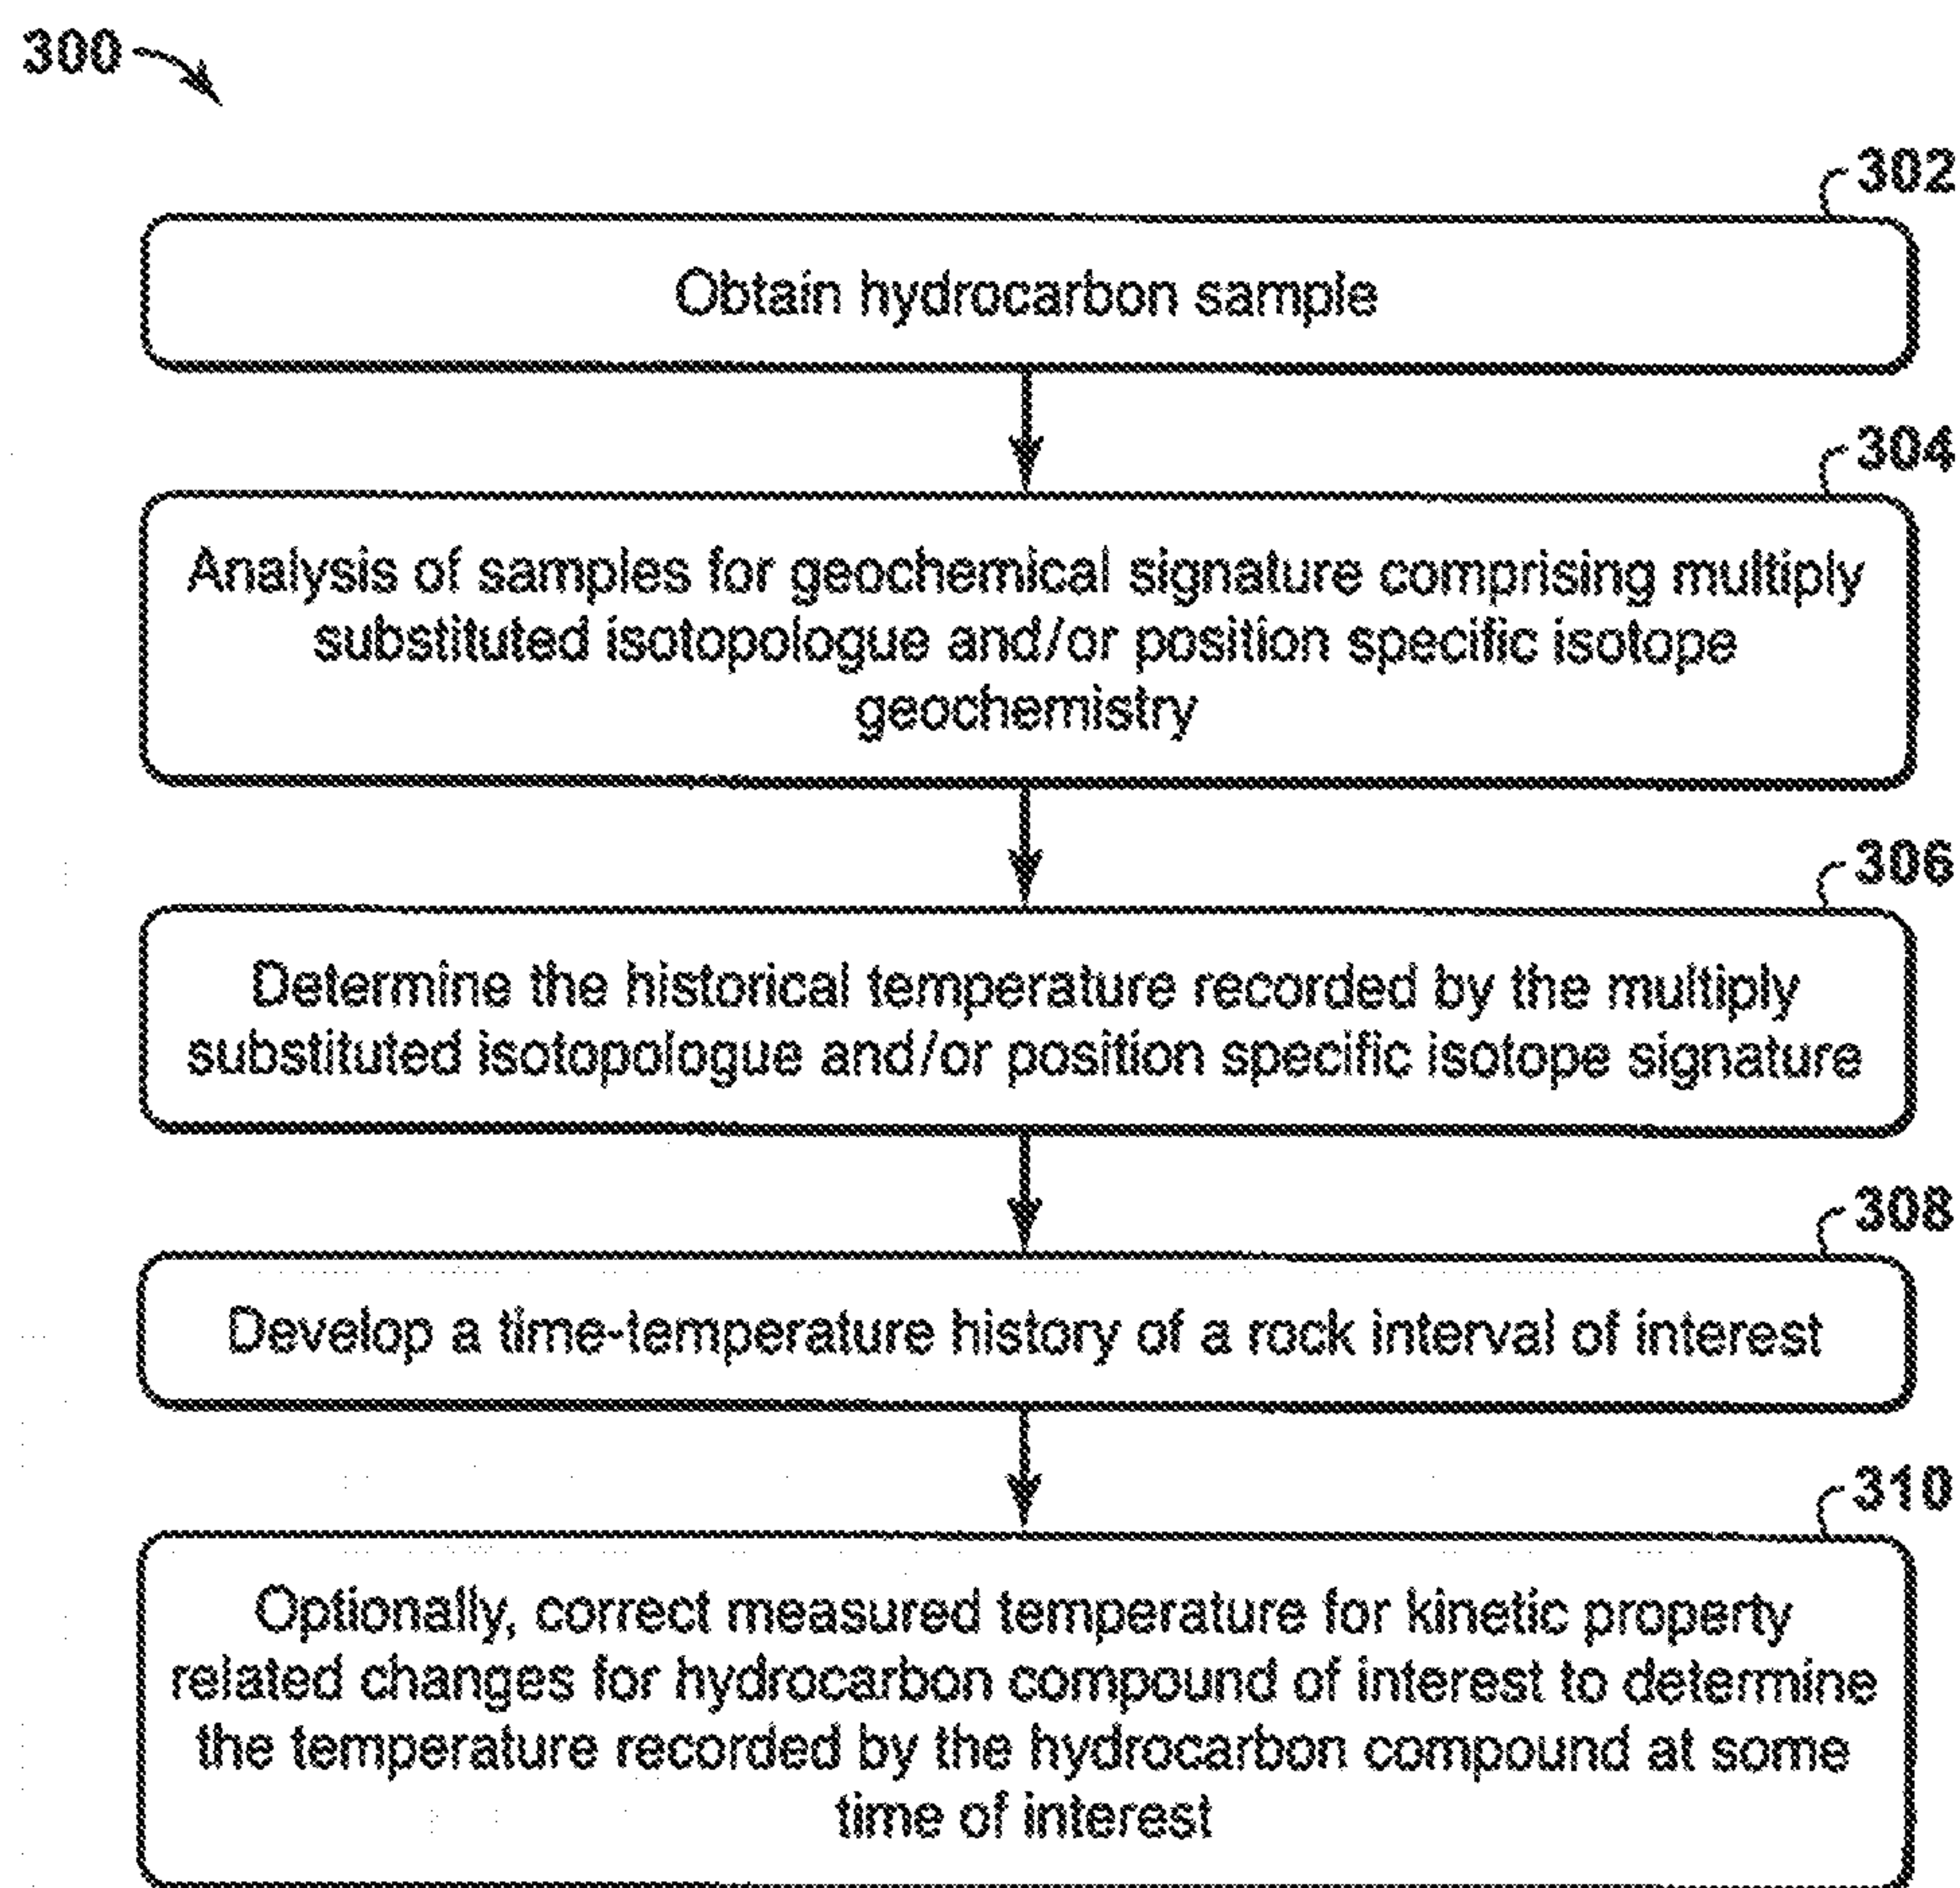 300
302
Obtain hydrocarbon sample
304
Analysis of samples for geochemical signature comprising multiply
substituted isotopologue and/or position specific isotope
geochemistry
306
Determine the historical temperature recorded by the multiply
substituted isotopologue and/or position specific isotope signature
308
Develop a time-temperature history of a rock interval of interest
310
Optionally, correct measured temperature for kinetic property
related changes for hydrocarbon compound of interest to determine
the temperature recorded by the hydrocarbon compound at some
time of interest